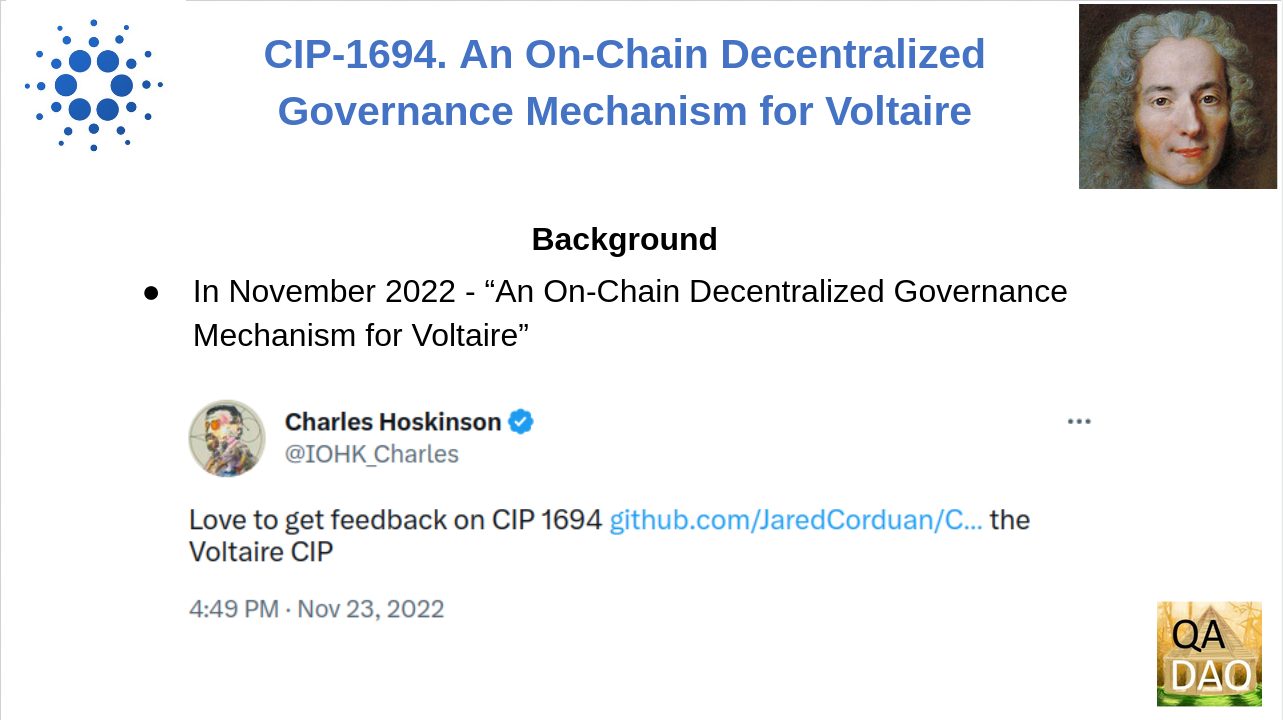 CIP-1694. An On-Chain Decentralized
Governance Mechanism for Voltaire
Background
● In November 2022 - “An On-Chain Decentralized Governance
Mechanism for Voltaire”
Charles Hoskinson
@IOHK_Charles
Love to get feedback on CIP 1694 github.com/JaredCorduan/C... the
Voltaire CIP
4:49 PM · Nov 23, 2022
QA
DAO